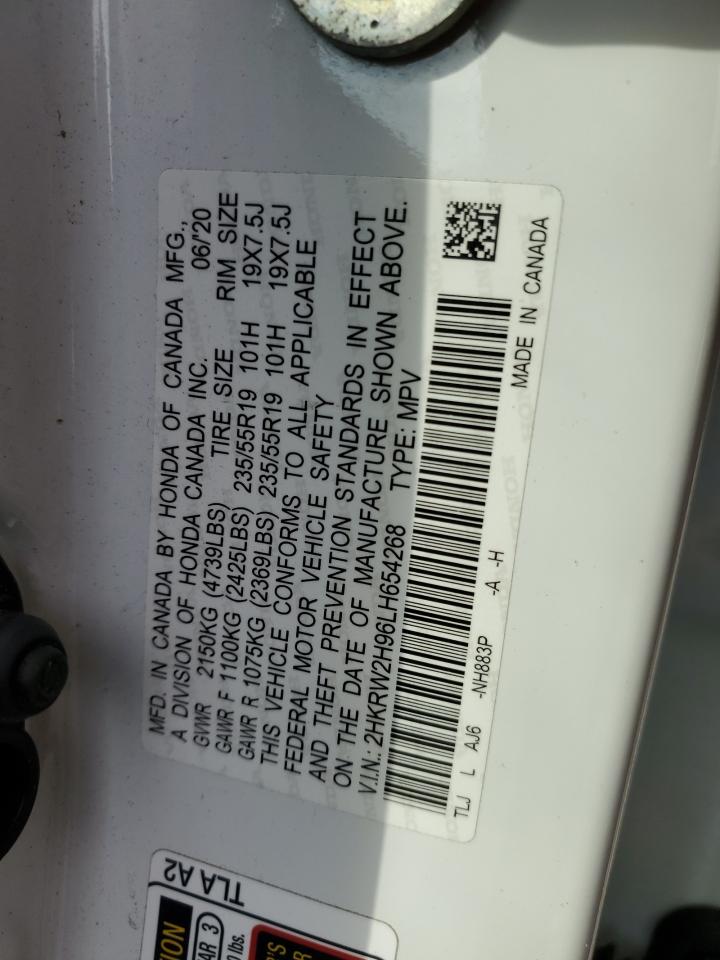 MFD. IN CANADA BY HONDA OF CANADA MFG.,
A DIVISION OF HONDA CANADA INC. 06/'20
GVWR 2150KG (4739LBS) TIRE SIZE RIM SIZE
GAWR F 1100KG (2425LBS) 235/55R19 101H 19X7.5J
GAWR R 1075KG (2369LBS) 235/55R19 101H 19X7.5J
THIS VEHICLE CONFORMS TO ALL APPLICABLE
FEDERAL MOTOR VEHICLE SAFETY
AND THEFT PREVENTION STANDARDS IN EFFECT
ON THE DATE OF MANUFACTURE SHOWN ABOVE.
V.I.N.: 2HKRW2H96LH654268 TYPE: MPV
TLJ L AJ6 -NH883P -A -H
MADE IN CANADA
TLA A2